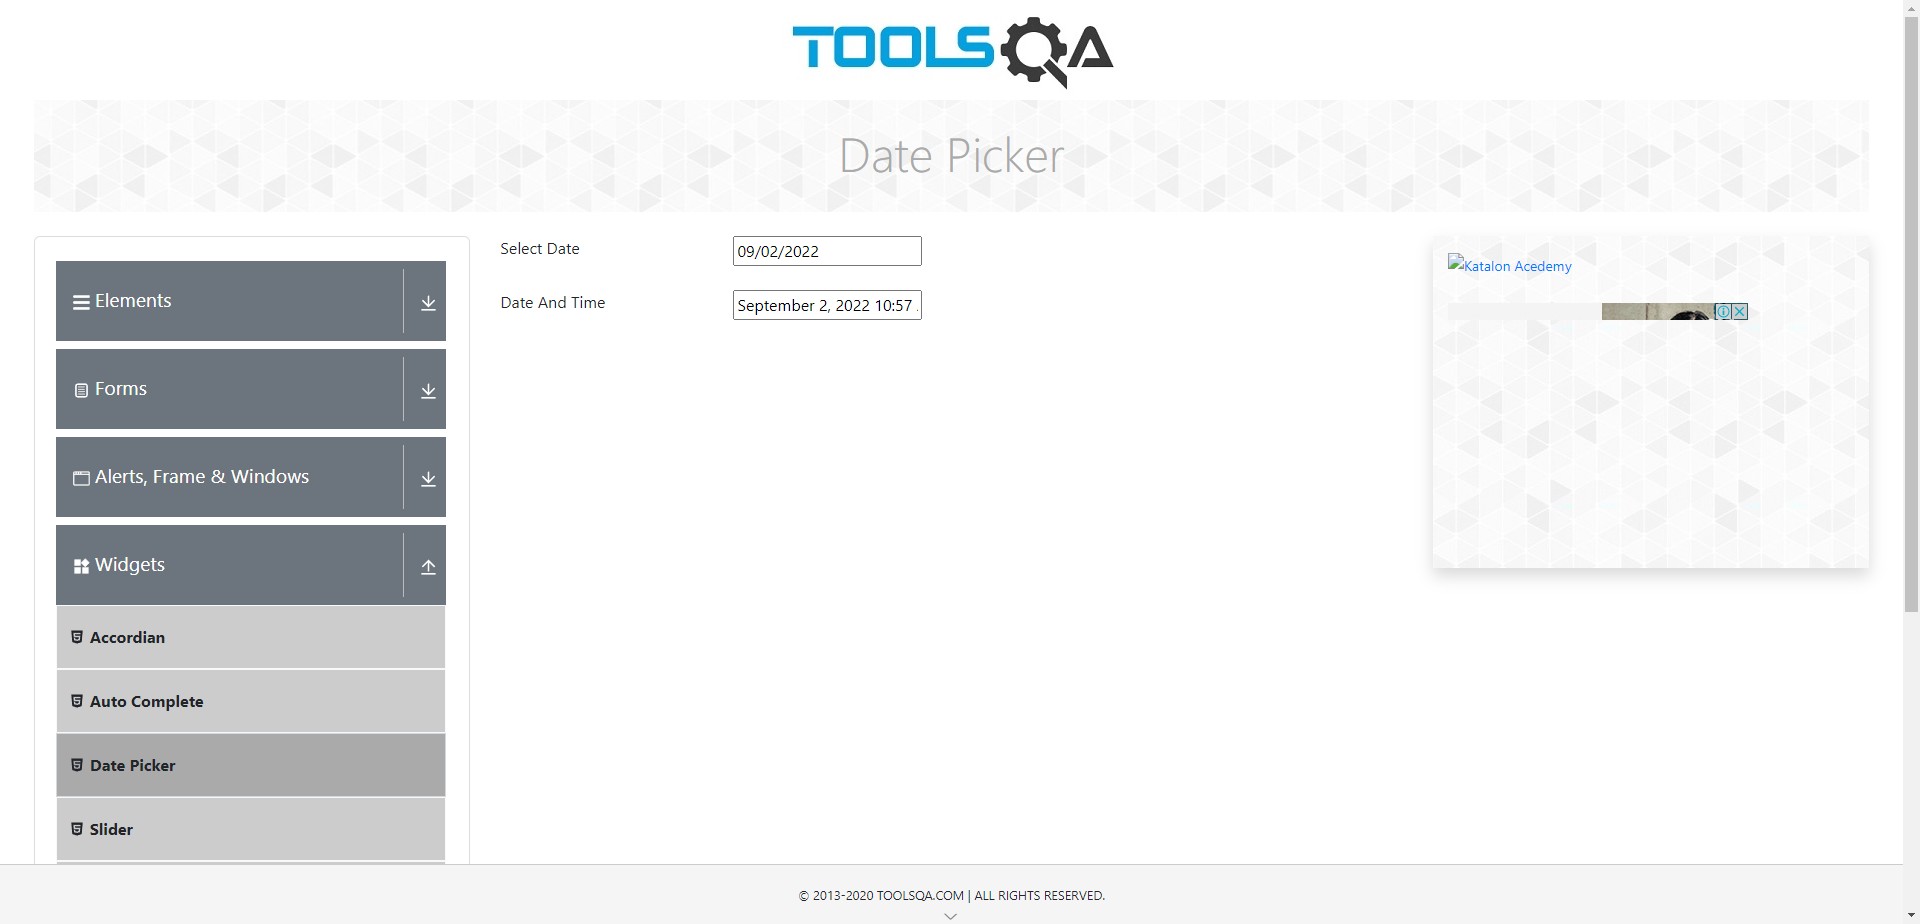 TOOLSQA
Date Picker
Elements
Forms
Alerts, Frame & Windows
Widgets
Accordian
Auto Complete
Date Picker
Slider
Select Date
09/02/2022
Date And Time
September 2, 2022 10:57
Katalon Acedemy
© 2013-2020 TOOLSQA.COM | ALL RIGHTS RESERVED.